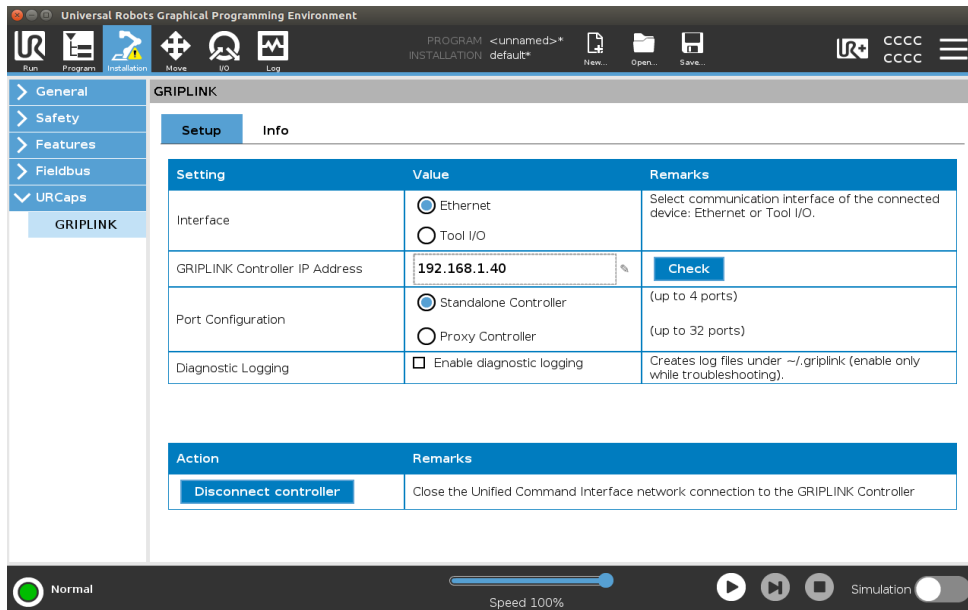 Universal Robots Graphical Programming Environment
PROGRAM <unnamed>*
INSTALLATION default*
Run Program Installation Move I/O Log New... Open... Save...
UR+
CCCC
CCCC
General
Safety
Features
Fieldbus
URCaps
GRIPLINK
GRIPLINK
Setup Info
Setting Value Remarks
Interface
Ethernet
Tool I/O
Select communication interface of the connected
device: Ethernet or Tool I/O.
GRIPLINK Controller IP Address 192.168.1.40 Check
Port Configuration
Standalone Controller (up to 4 ports)
Proxy Controller (up to 32 ports)
Diagnostic Logging Enable diagnostic logging
Creates log files under ~/.griplink (enable only
while troubleshooting).
Action Remarks
Disconnect controller Close the Unified Command Interface network connection to the GRIPLINK Controller
Normal
Speed 100%
Simulation